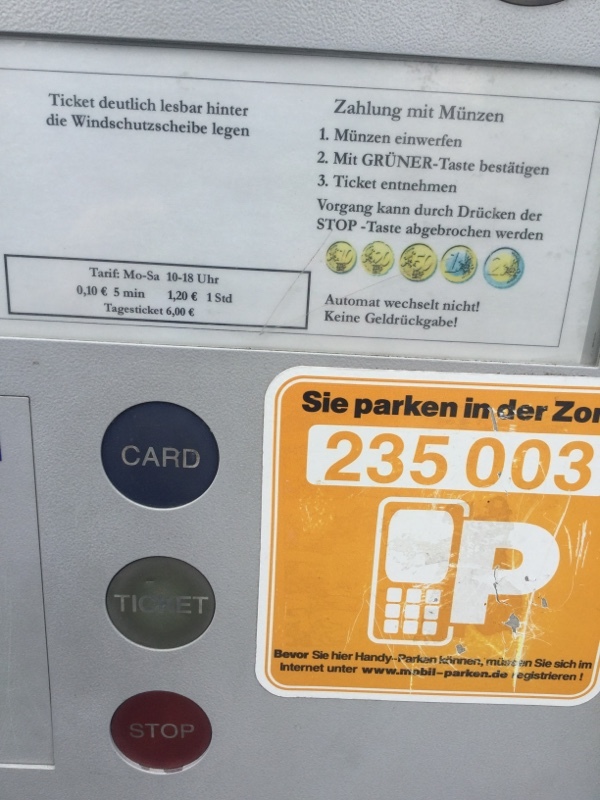 Ticket deutlich lesbar hinter
die Windschutzscheibe legen
Zahlung mit Münzen
1. Münzen einwerfen
2. Mit GRÜNER-Taste bestätigen
3. Ticket entnehmen
Vorgang kann durch Drücken der
STOP -Taste abgebrochen werden
Automat wechselt nicht!
Keine Geldrückgabe!
Tarif: Mo-Sa 10-18 Uhr
0,10 € 5 min 1,20 € 1 Std
Tagesticket 6,00 €
CARD
TICKET
STOP
Sie parken in der Zon
235 003
P
Bevor Sie hier Handy-Parken können, müssen Sie sich im
Internet unter www.mobil-parken.de registrieren !